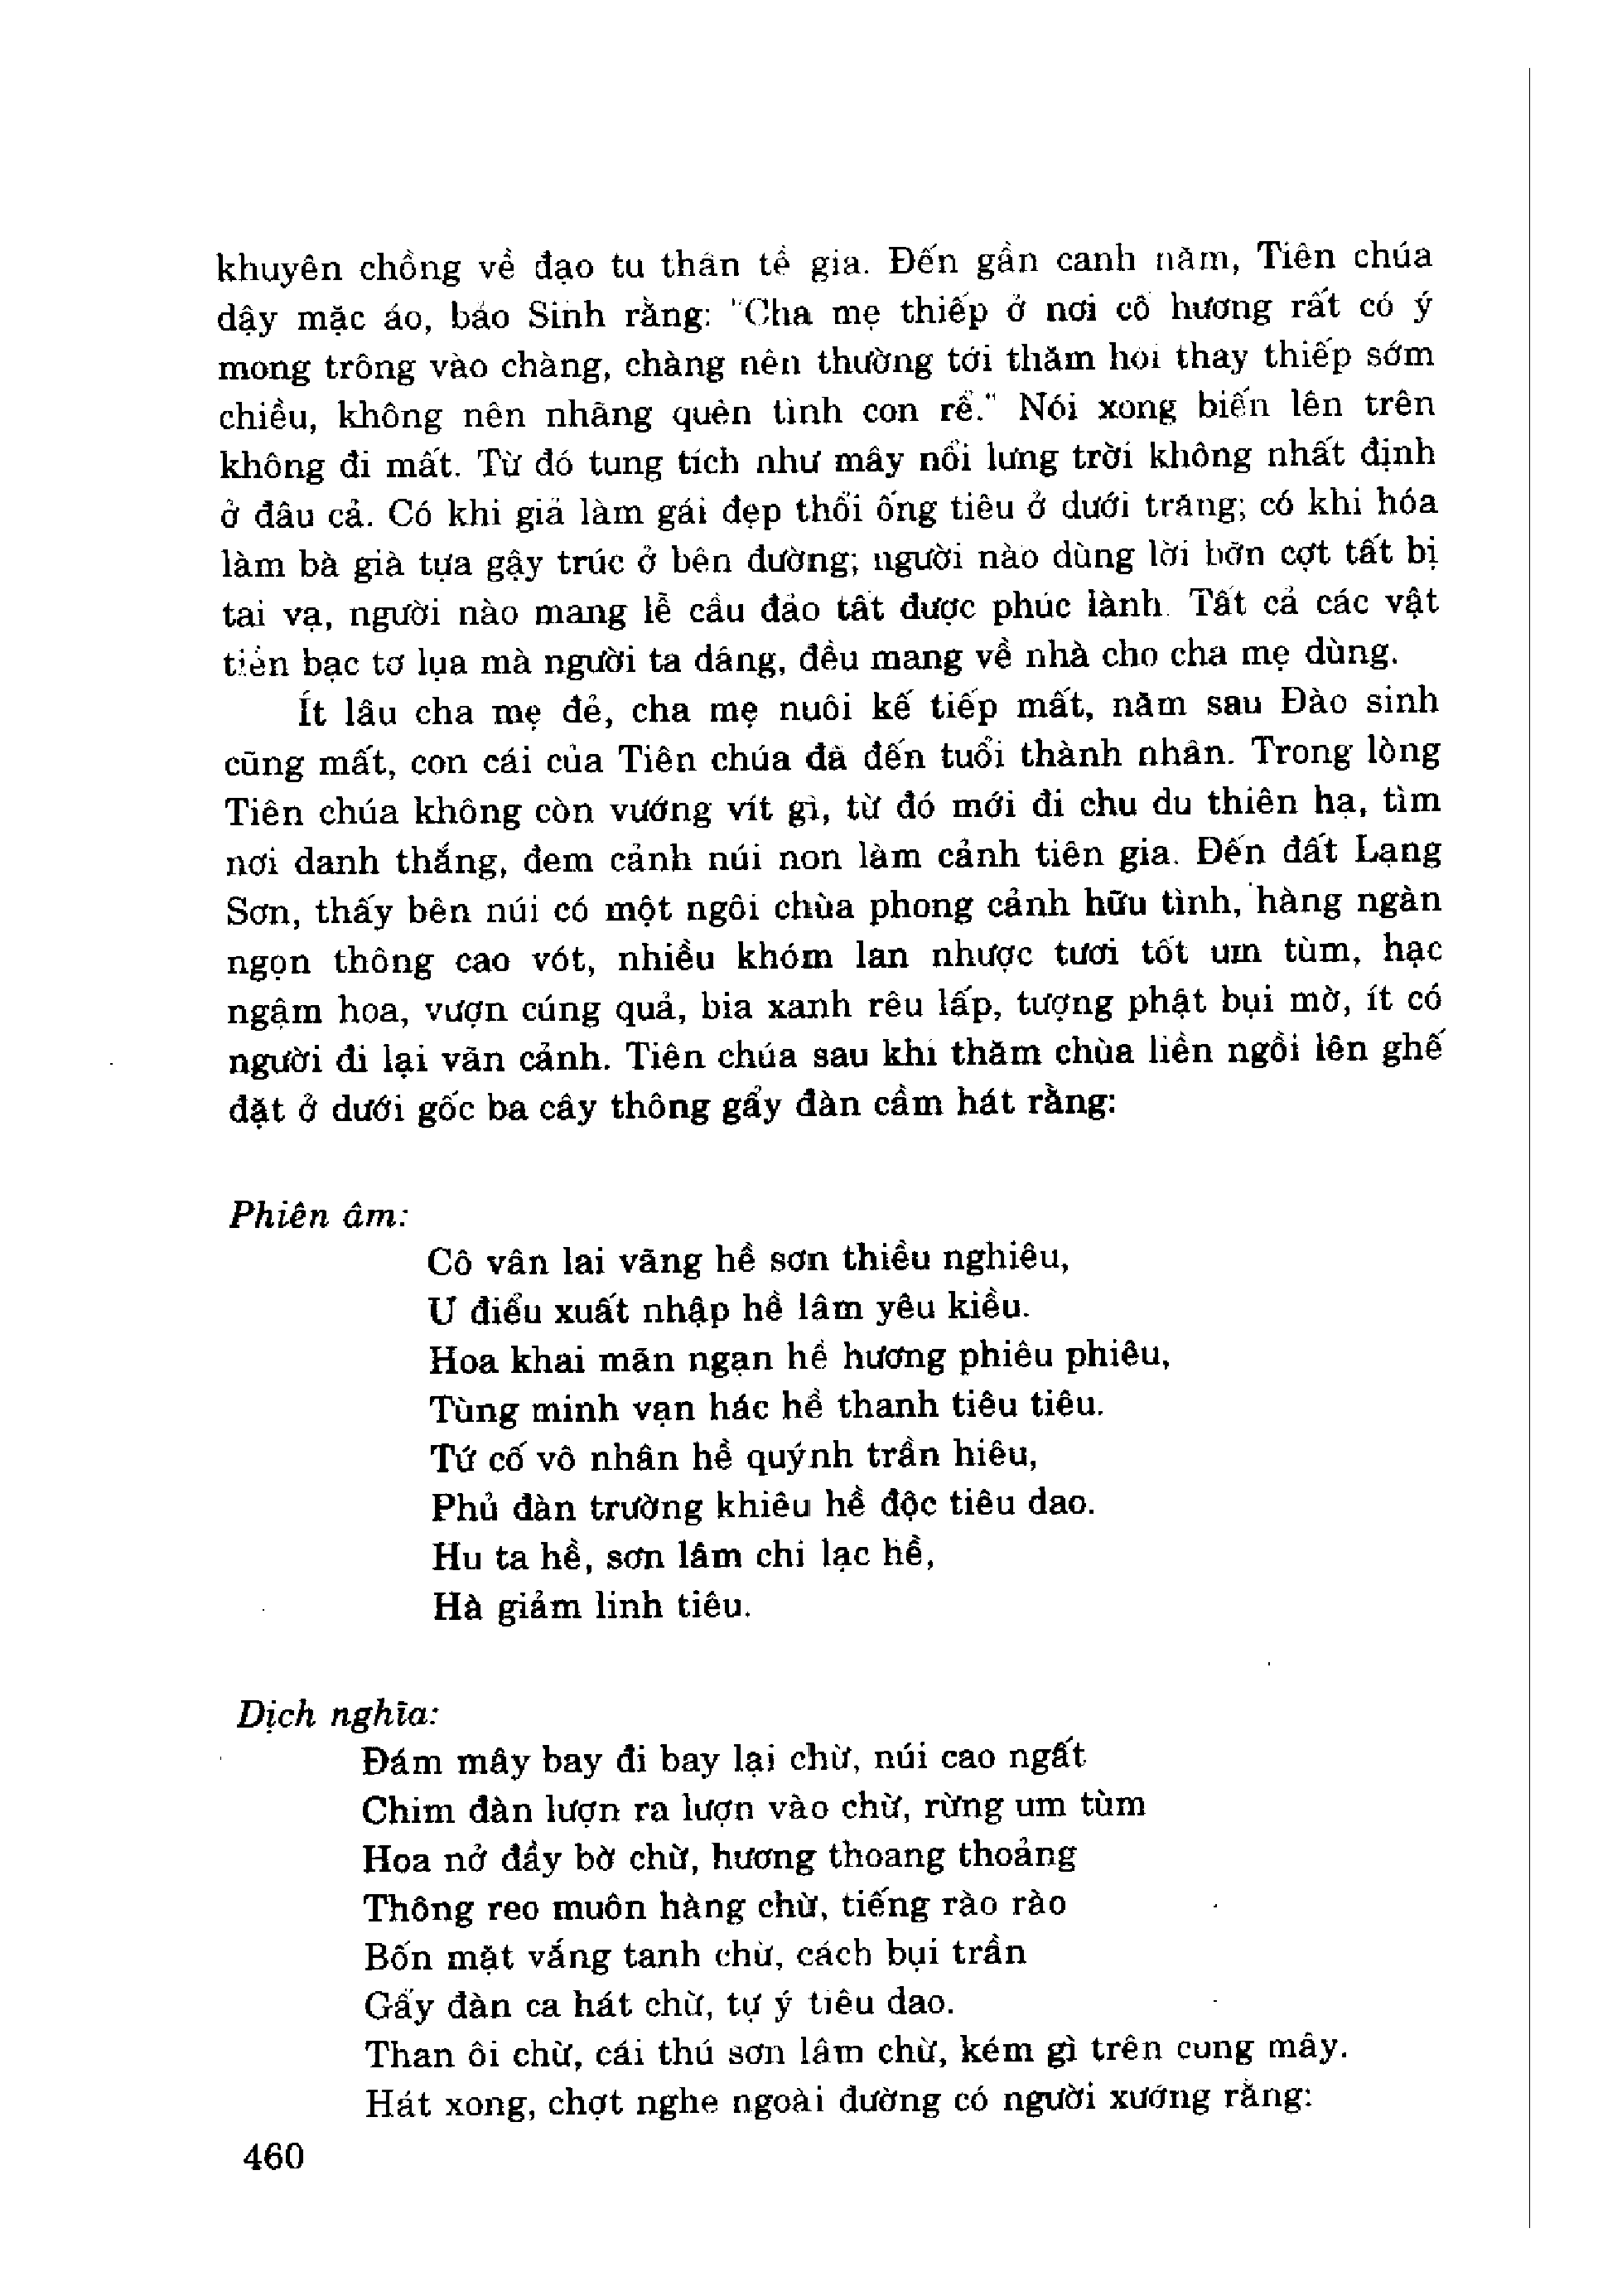 khuyên chồng về đạo tu thân tề gia. Đến gần canh năm, Tiên chúa
dậy mặc áo, bảo Sinh rằng: "Cha mẹ thiếp ở nơi cố hương rất có ý
mong trông vào chàng, chàng nên thường tới thăm hỏi thay thiếp sớm
chiều, không nên nhãng quên tình con rể." Nói xong biến lên trên
không đi mất. Từ đó tung tích như mây nổi lưng trời không nhất định
ở đâu cả. Có khi giả làm gái đẹp thổi ống tiêu ở dưới trăng; có khi hóa
làm bà già tựa gậy trúc ở bên đường; người nào dùng lời bỡn cợt tất bị
tai vạ, người nào mang lễ cầu đảo tất được phúc lành. Tất cả các vật
tiền bạc tơ lụa mà người ta dâng, đều mang về nhà cho cha mẹ dùng.
Ít lâu cha mẹ đẻ, cha mẹ nuôi kế tiếp mất, năm sau Đào sinh
cũng mất, con cái của Tiên chúa đã đến tuổi thành nhân. Trong lòng
Tiên chúa không còn vướng vít gì, từ đó mới đi chu du thiên hạ, tìm
nơi danh thắng, đem cảnh núi non làm cảnh tiên gia. Đến đất Lạng
Sơn, thấy bên núi có một ngôi chùa phong cảnh hữu tình, hàng ngàn
ngọn thông cao vót, nhiều khóm lan nhược tươi tốt um tùm, hạc
ngậm hoa, vượn cúng quả, bia xanh rêu lấp, tượng phật bụi mờ, ít có
người đi lại vãn cảnh. Tiên chúa sau khi thăm chùa liền ngồi lên ghế
đặt ở dưới gốc ba cây thông gẩy đàn cầm hát rằng:
Phiên âm:
Cô vân lai vãng hề sơn thiều nghiêu,
U điểu xuất nhập hề lâm yêu kiều.
Hoa khai mãn ngạn hề hương phiêu phiêu,
Tùng minh vạn hác hề thanh tiêu tiêu.
Tứ cố vô nhân hề quýnh trần hiêu,
Phủ đàn trường khiêu hề độc tiêu dao.
Hu ta hề, sơn lâm chi lạc hề,
Hà giảm linh tiêu.
Dịch nghĩa:
Đám mây bay đi bay lại chừ, núi cao ngất
Chim đàn lượn ra lượn vào chừ, rừng um tùm
Hoa nở đầy bờ chừ, hương thoang thoảng
Thông reo muôn hàng chừ, tiếng rào rào
Bốn mặt vắng tanh chừ, cách bụi trần
Gẩy đàn ca hát chừ, tự ý tiêu dao.
Than ôi chừ, cái thú sơn lâm chừ, kém gì trên cung mây.
Hát xong, chợt nghe ngoài đường có người xướng rằng:
460